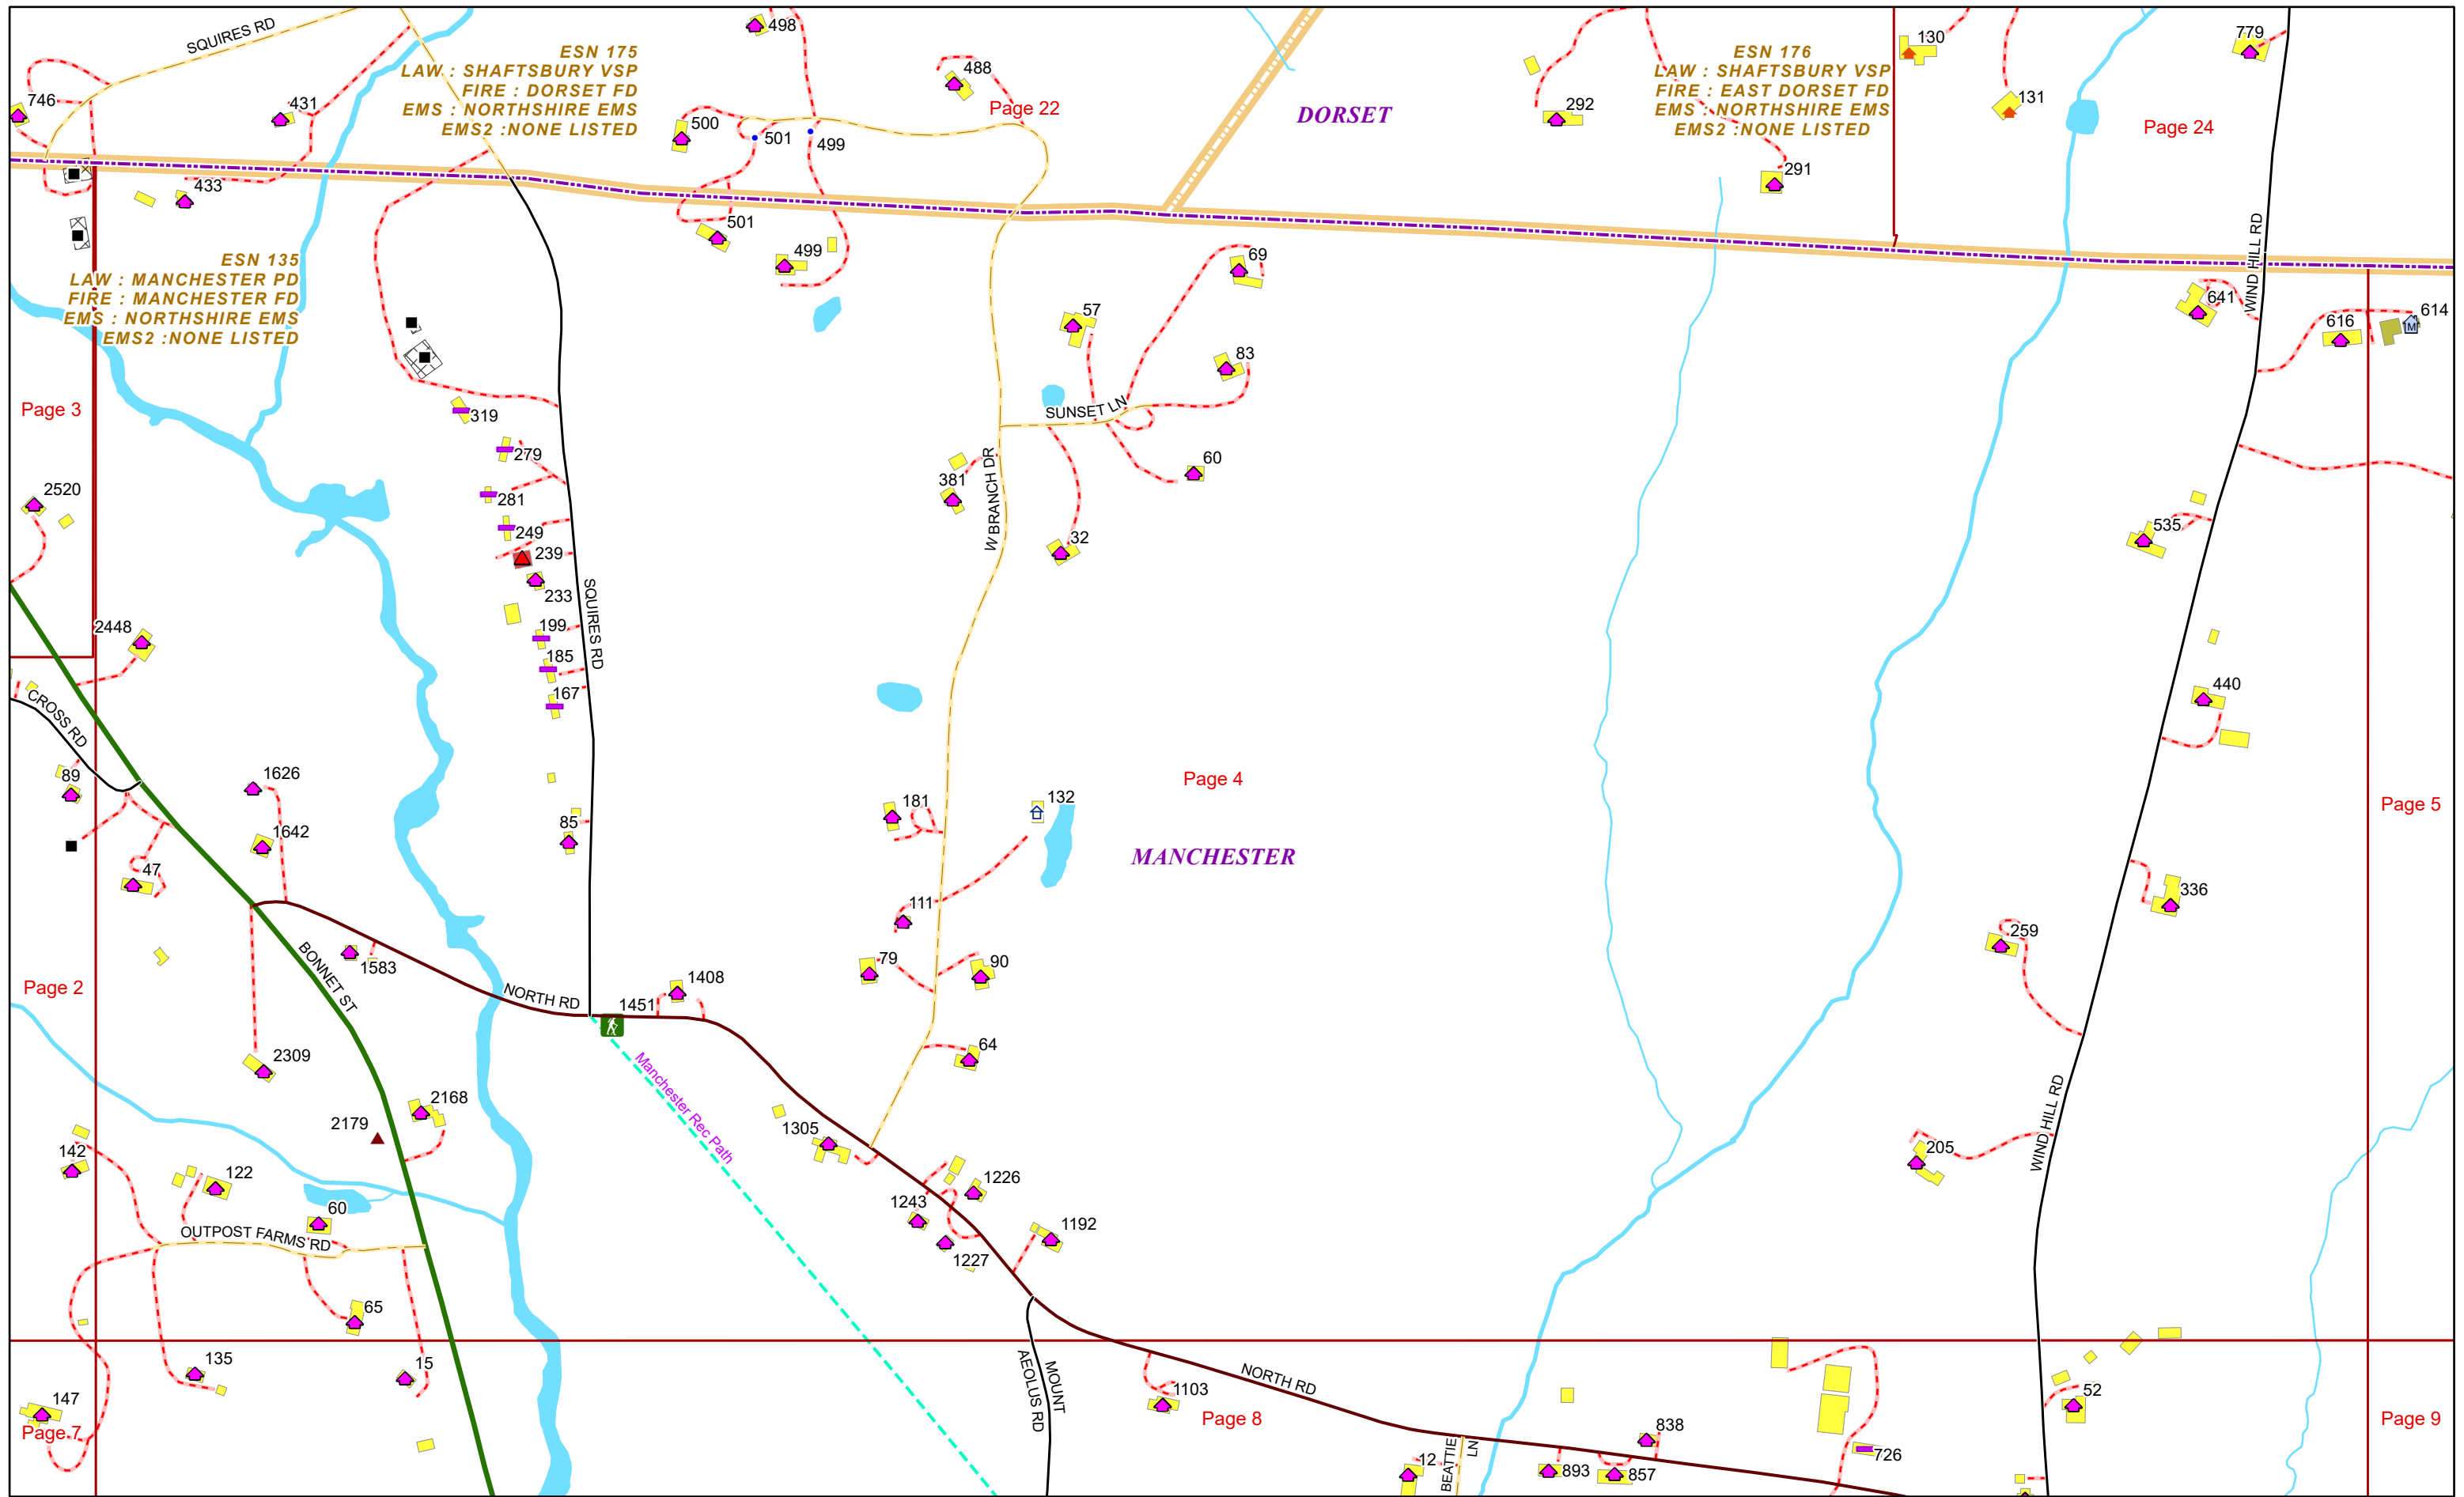 SQUIRES RD
498
ESN 175
LAW : SHAFTSBURY VSP
FIRE : DORSET FD
EMS : NORTHSHIRE EMS
EMS2 :NONE LISTED
488
Page 22
DORSET
292
ESN 176
LAW : SHAFTSBURY VSP
FIRE : EAST DORSET FD
EMS : NORTHSHIRE EMS
EMS2 :NONE LISTED
130
131
779
Page 24
746
431
500
501
499
291
433
501
499
69
WIND HILL RD
ESN 135
LAW : MANCHESTER PD
FIRE : MANCHESTER FD
EMS : NORTHSHIRE EMS
EMS2 :NONE LISTED
57
83
641
616
614
Page 3
319
SUNSET LN
279
281
249
239
233
381
W BRANCH DR
60
32
2520
535
SQUIRES RD
2448
199
185
167
440
CROSS RD
89
1626
1642
47
85
181
132
Page 4
MANCHESTER
Page 5
111
336
259
79
90
1583
BONNET ST
Page 2
NORTH RD
1451
1408
64
2309
Manchester Rec Path
2168
2179
1305
WIND HILL RD
205
142
122
60
1226
1243
1192
1227
OUTPOST FARMS RD
65
135
15
147
Page 7
MOUNT
AEOLUS RD
1103
NORTH RD
Page 8
52
Page 9
838
726
12
BEATTIE
LN
893
857